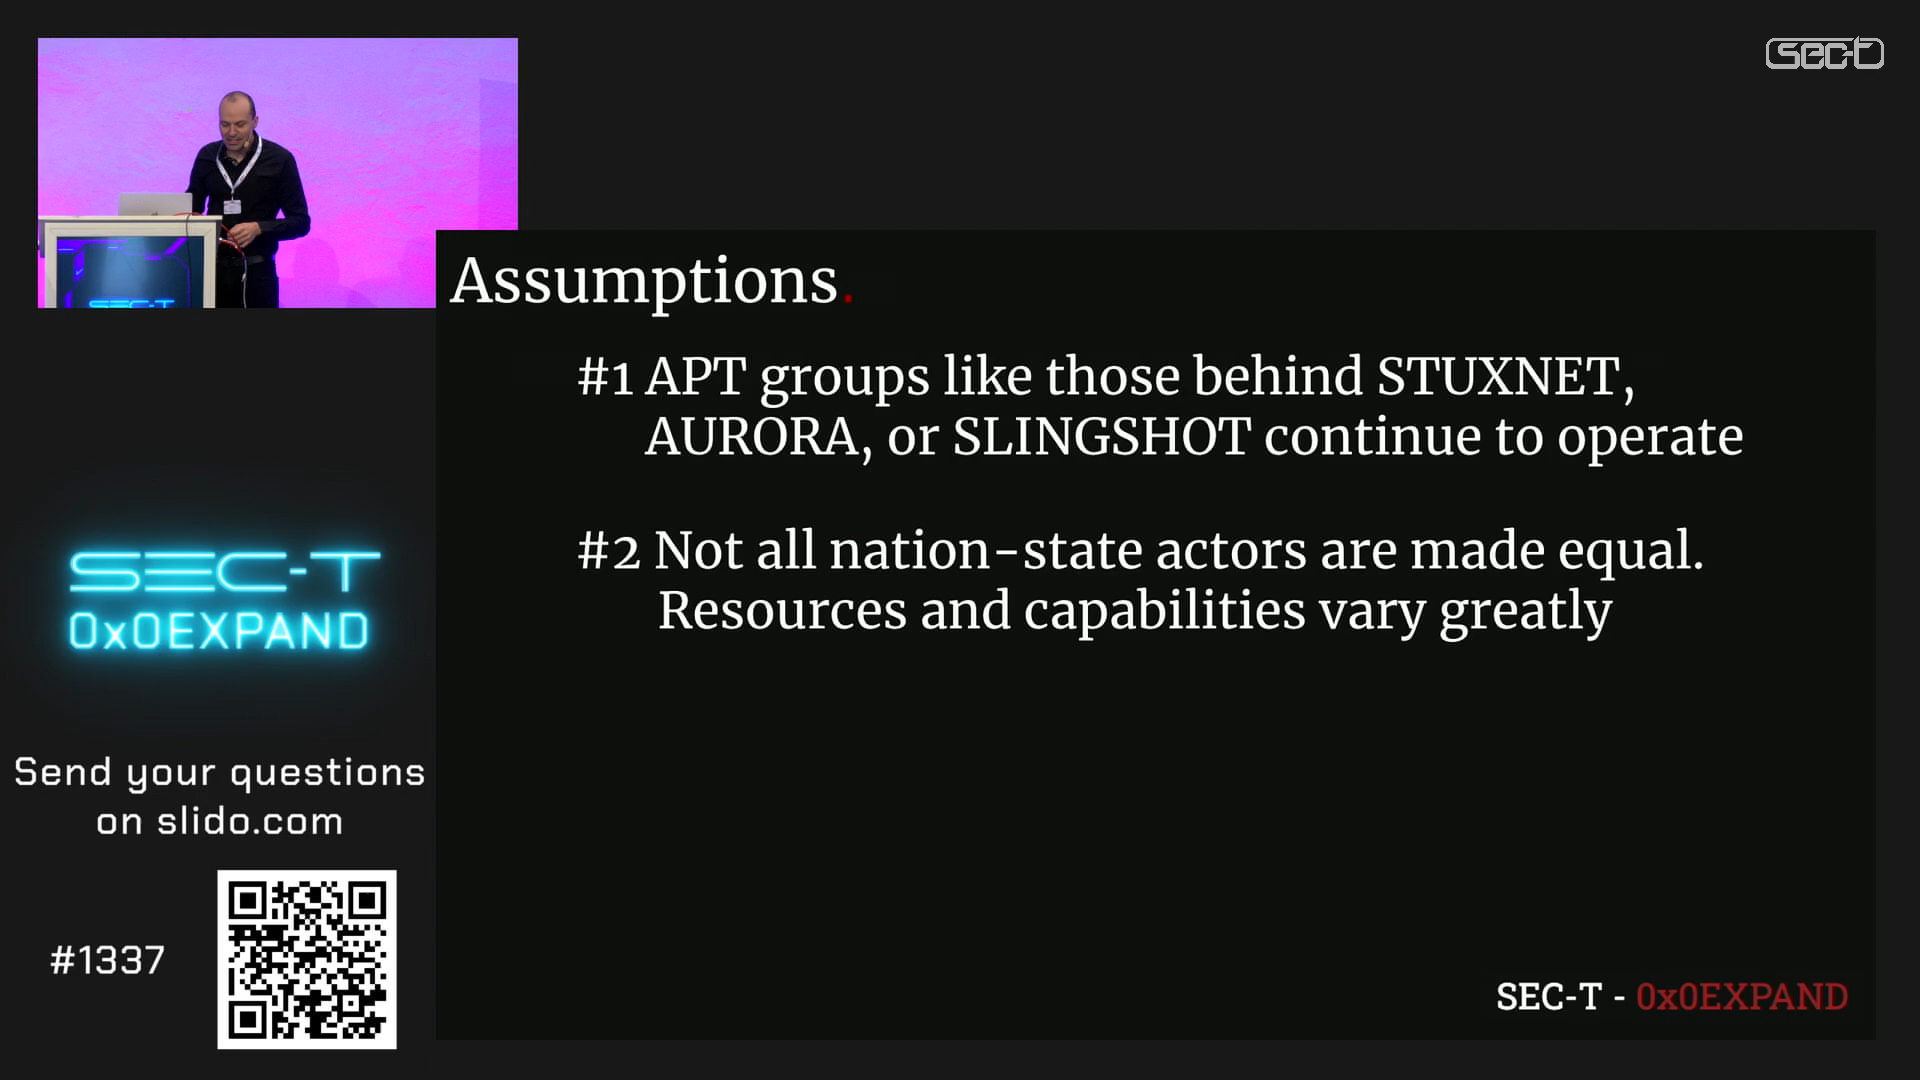 sec-t
SEC-T
Assumptions.
#1 APT groups like those behind STUXNET,
AURORA, or SLINGSHOT continue to operate
#2 Not all nation-state actors are made equal.
Resources and capabilities vary greatly
SEC-T
0x0EXPAND
Send your questions
on slido.com
#1337
SEC-T - 0x0EXPAND